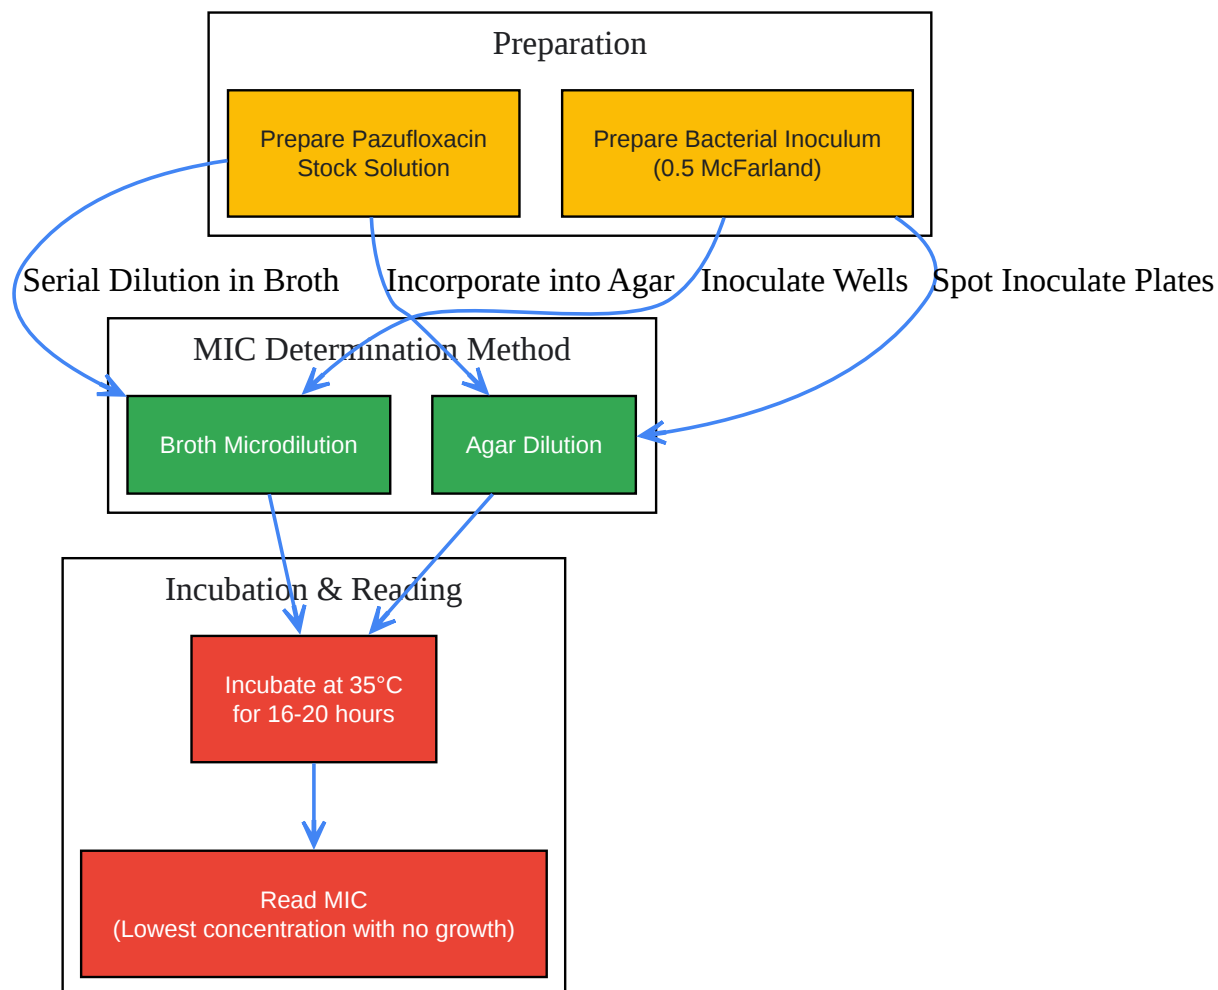 Preparation
Prepare Pazufloxacin
Stock Solution
Prepare Bacterial Inoculum
(0.5 McFarland)
Serial Dilution in Broth
Incorporate into Agar
Inoculate Wells
Spot Inoculate Plates
MIC Determination Method
Broth Microdilution
Agar Dilution
Incubation & Reading
Incubate at 35°C
for 16-20 hours
Read MIC
(Lowest concentration with no growth)